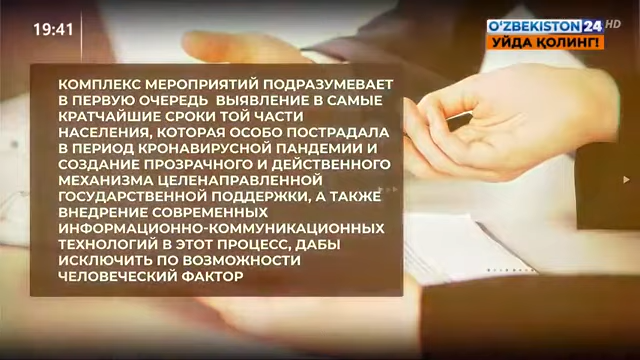 19:41
O'ZBEKISTON 24 HD
УЙДА ҚОЛИНГ!
КОМПЛЕКС МЕРОПРИЯТИЙ ПОДРАЗУМЕВАЕТ
В ПЕРВУЮ ОЧЕРЕДЬ ВЫЯВЛЕНИЕ В САМЫЕ
КРАТЧАЙШИЕ СРОКИ ТОЙ ЧАСТИ
НАСЕЛЕНИЯ, КОТОРАЯ ОСОБО ПОСТРАДАЛА
В ПЕРИОД КРОНАВИРУСНОЙ ПАНДЕМИИ И
СОЗДАНИЕ ПРОЗРАЧНОГО И ДЕЙСТВЕННОГО
МЕХАНИЗМА ЦЕЛЕНАПРАВЛЕННОЙ
ГОСУДАРСТВЕННОЙ ПОДДЕРЖКИ, А ТАКЖЕ
ВНЕДРЕНИЕ СОВРЕМЕННЫХ
ИНФОРМАЦИОННО-КОММУНИКАЦИОННЫХ
ТЕХНОЛОГИЙ В ЭТОТ ПРОЦЕСС, ДАБЫ
ИСКЛЮЧИТЬ ПО ВОЗМОЖНОСТИ
ЧЕЛОВЕЧЕСКИЙ ФАКТОР